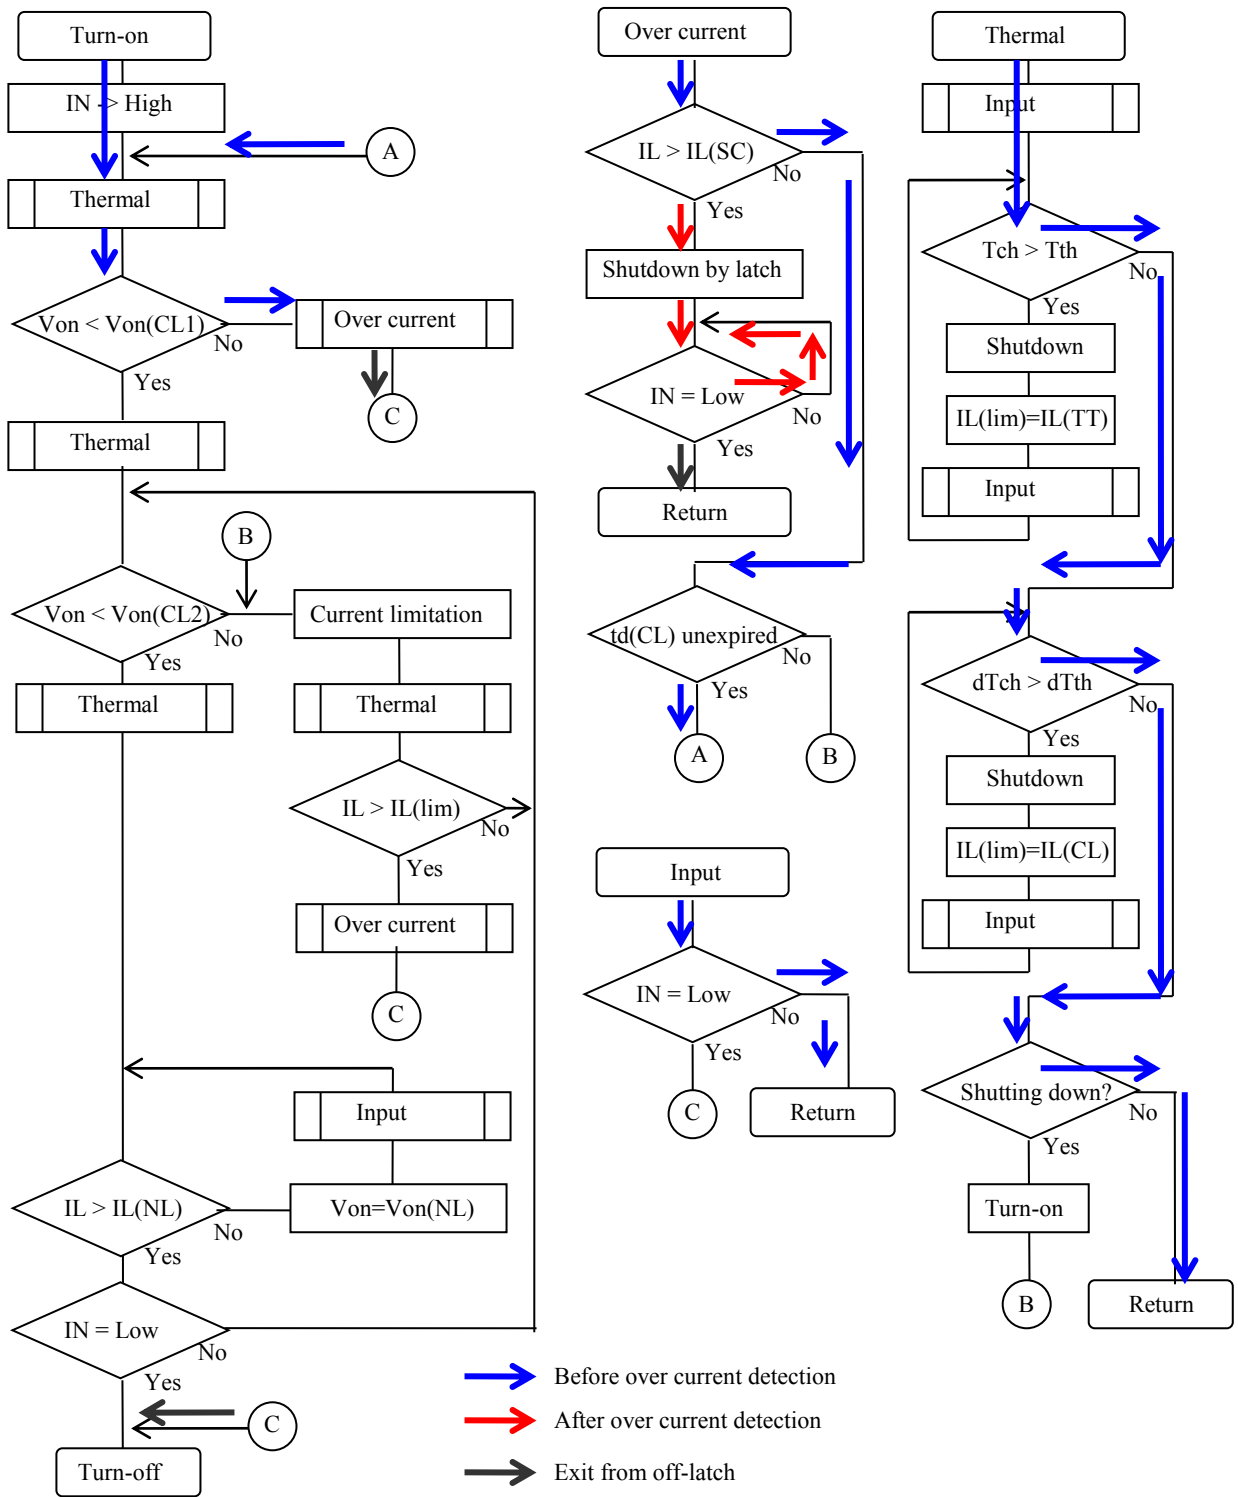 Turn-on
IN -> High
A
Thermal
Von < Von(CL1)
No
Yes
Over current
C
Thermal
B
Von < Von(CL2)
No
Yes
Current limitation
Thermal
Thermal
IL > IL(lim)
No
Yes
Over current
C
Input
Von=Von(NL)
IL > IL(NL)
No
Yes
IN = Low
No
Yes
C
Turn-off
Over current
IL > IL(SC)
No
Yes
Shutdown by latch
IN = Low
No
Yes
Return
td(CL) unexpired
No
Yes
A
B
Input
IN = Low
No
Yes
C
Return
Thermal
Input
Tch > Tth
No
Yes
Shutdown
IL(lim)=IL(TT)
Input
dTch > dTth
No
Yes
Shutdown
IL(lim)=IL(CL)
Input
Shutting down?
No
Yes
Turn-on
B
Return
Before over current detection
After over current detection
Exit from off-latch